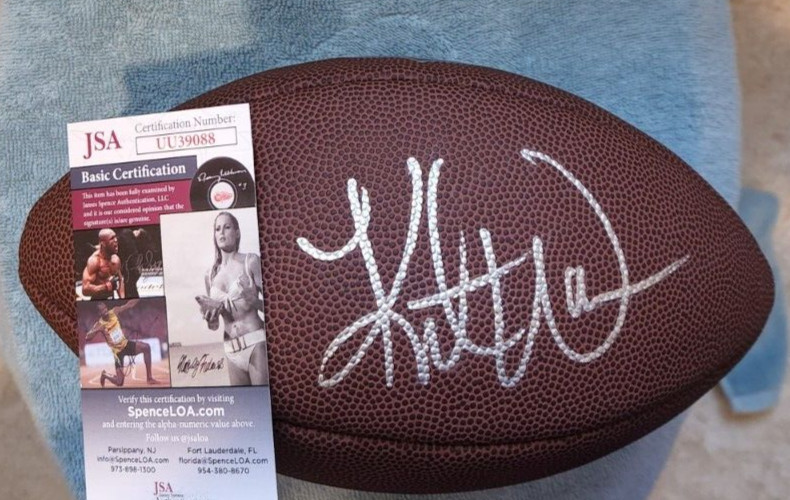 JSA
Certification Number:
UU39088
Basic Certification
This item has been fully examined by
James Spence Authentication, LLC
and it is our considered opinion that the
signature(s) is/are genuine.
Verify this certification by visiting
SpenceLOA.com
and entering the alpha-numeric value above.
Follow us @jsaloa
Parsippany, NJ
info@SpenceLOA.com
973-898-1300
Fort Lauderdale, FL
florida@SpenceLOA.com
954-380-8670
JSA
Kurt Wa